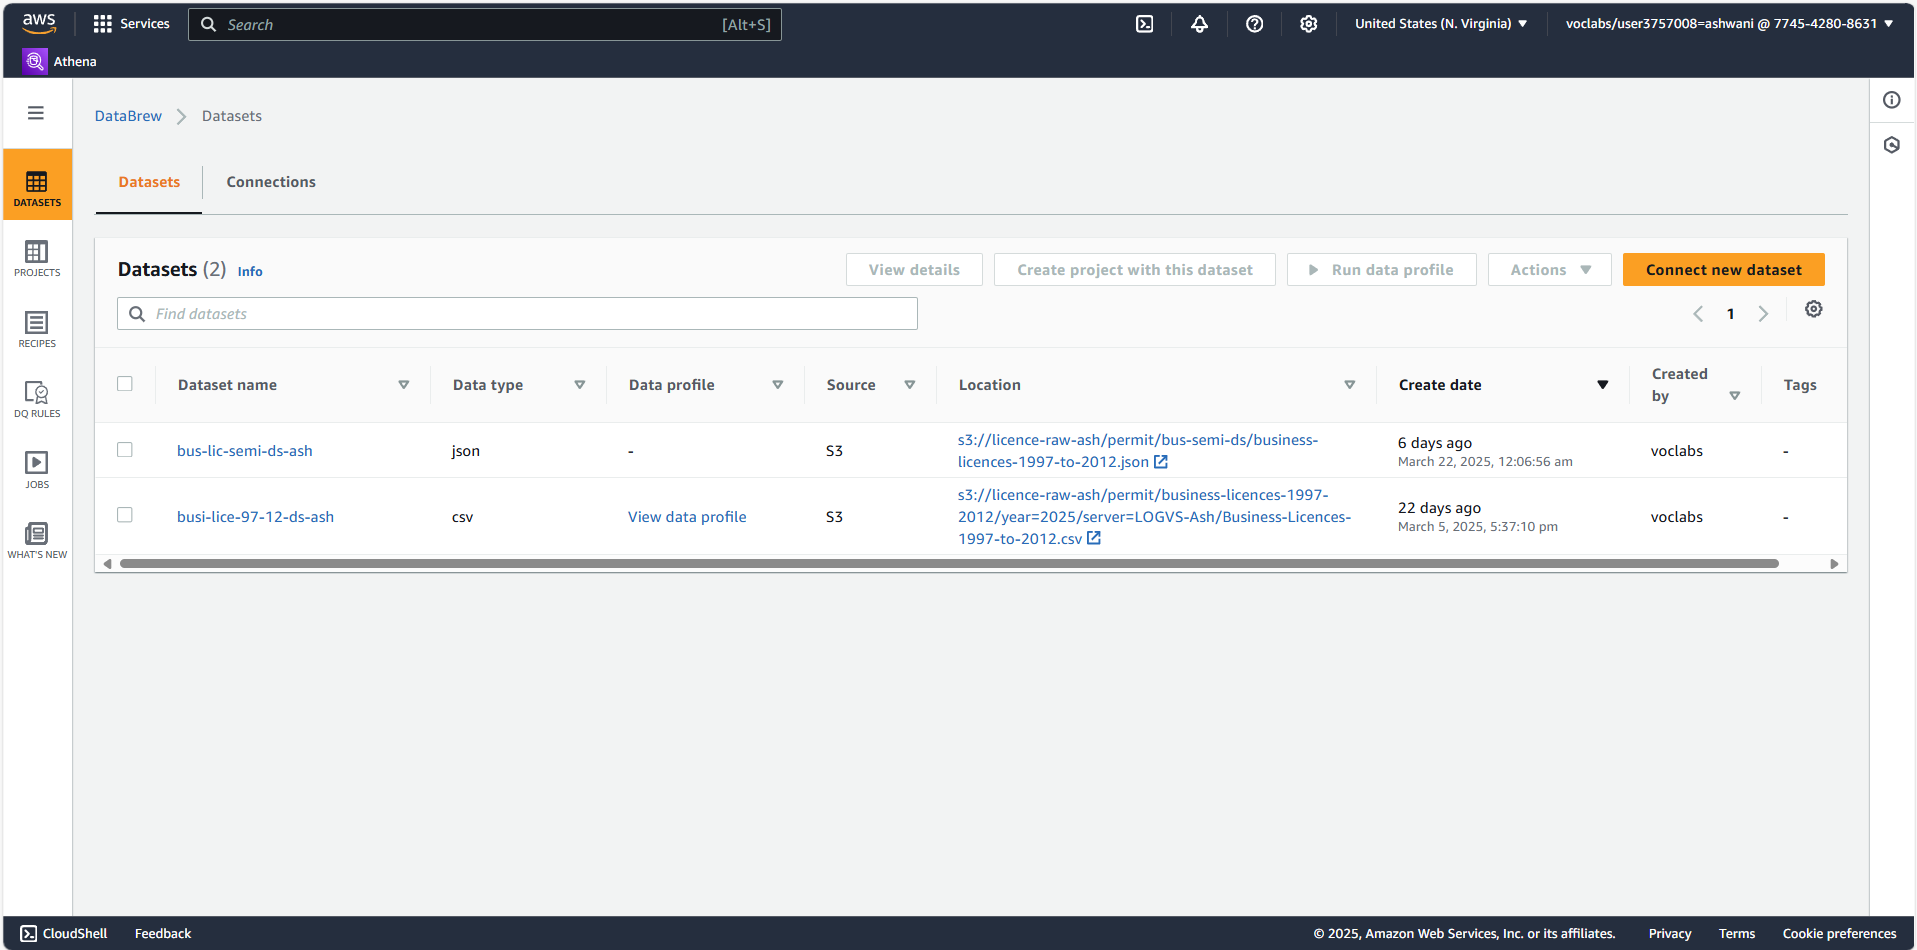 aws
Services
Search [Alt+S]
United States (N. Virginia)
voclabs/user3757008=ashwani @ 7745-4280-8631
Athena
DataBrew Datasets
Datasets Connections
DATASETS
PROJECTS
RECIPES
DQ RULES
JOBS
WHAT'S NEW
Datasets (2) Info
View details
Create project with this dataset
Run data profile
Actions
Connect new dataset
Find datasets
1
Dataset name Data type Data profile Source Location Create date Created by Tags
bus-lic-semi-ds-ash json - S3
s3://licence-raw-ash/permit/bus-semi-ds/business-
licences-1997-to-2012.json
6 days ago
March 22, 2025, 12:06:56 am
voclabs -
busi-lice-97-12-ds-ash csv View data profile S3
s3://licence-raw-ash/permit/business-licences-1997-
2012/year=2025/server=LOGVS-Ash/Business-Licences-
1997-to-2012.csv
22 days ago
March 5, 2025, 5:37:10 pm
voclabs -
CloudShell Feedback
© 2025, Amazon Web Services, Inc. or its affiliates. Privacy Terms Cookie preferences